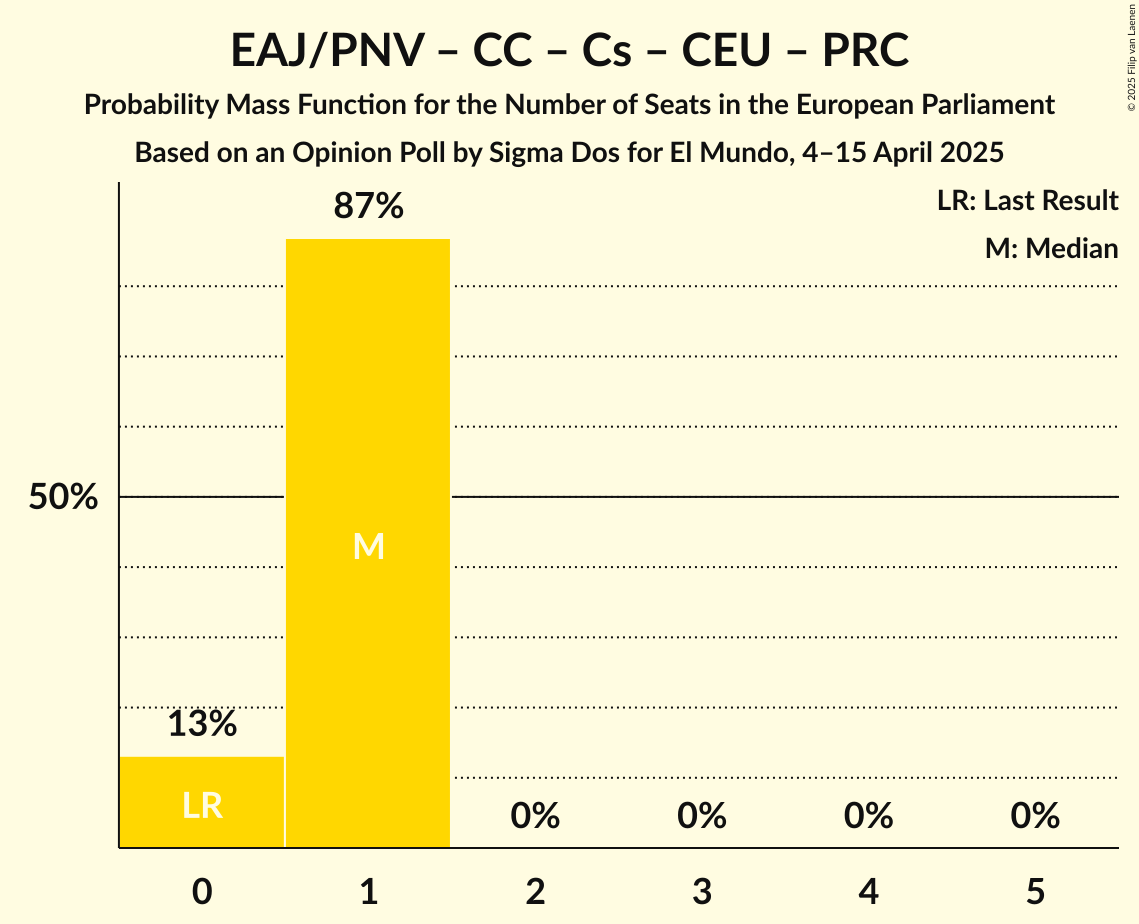 EAJ/PNV – CC – Cs – CEU – PRC
Probability Mass Function for the Number of Seats in the European Parliament
Based on an Opinion Poll by Sigma Dos for El Mundo, 4–15 April 2025
© 2025 Filip van Laenen
LR: Last Result
M: Median
87%
50%
M
13%
LR
0% 0% 0% 0%
0 1 2 3 4 5